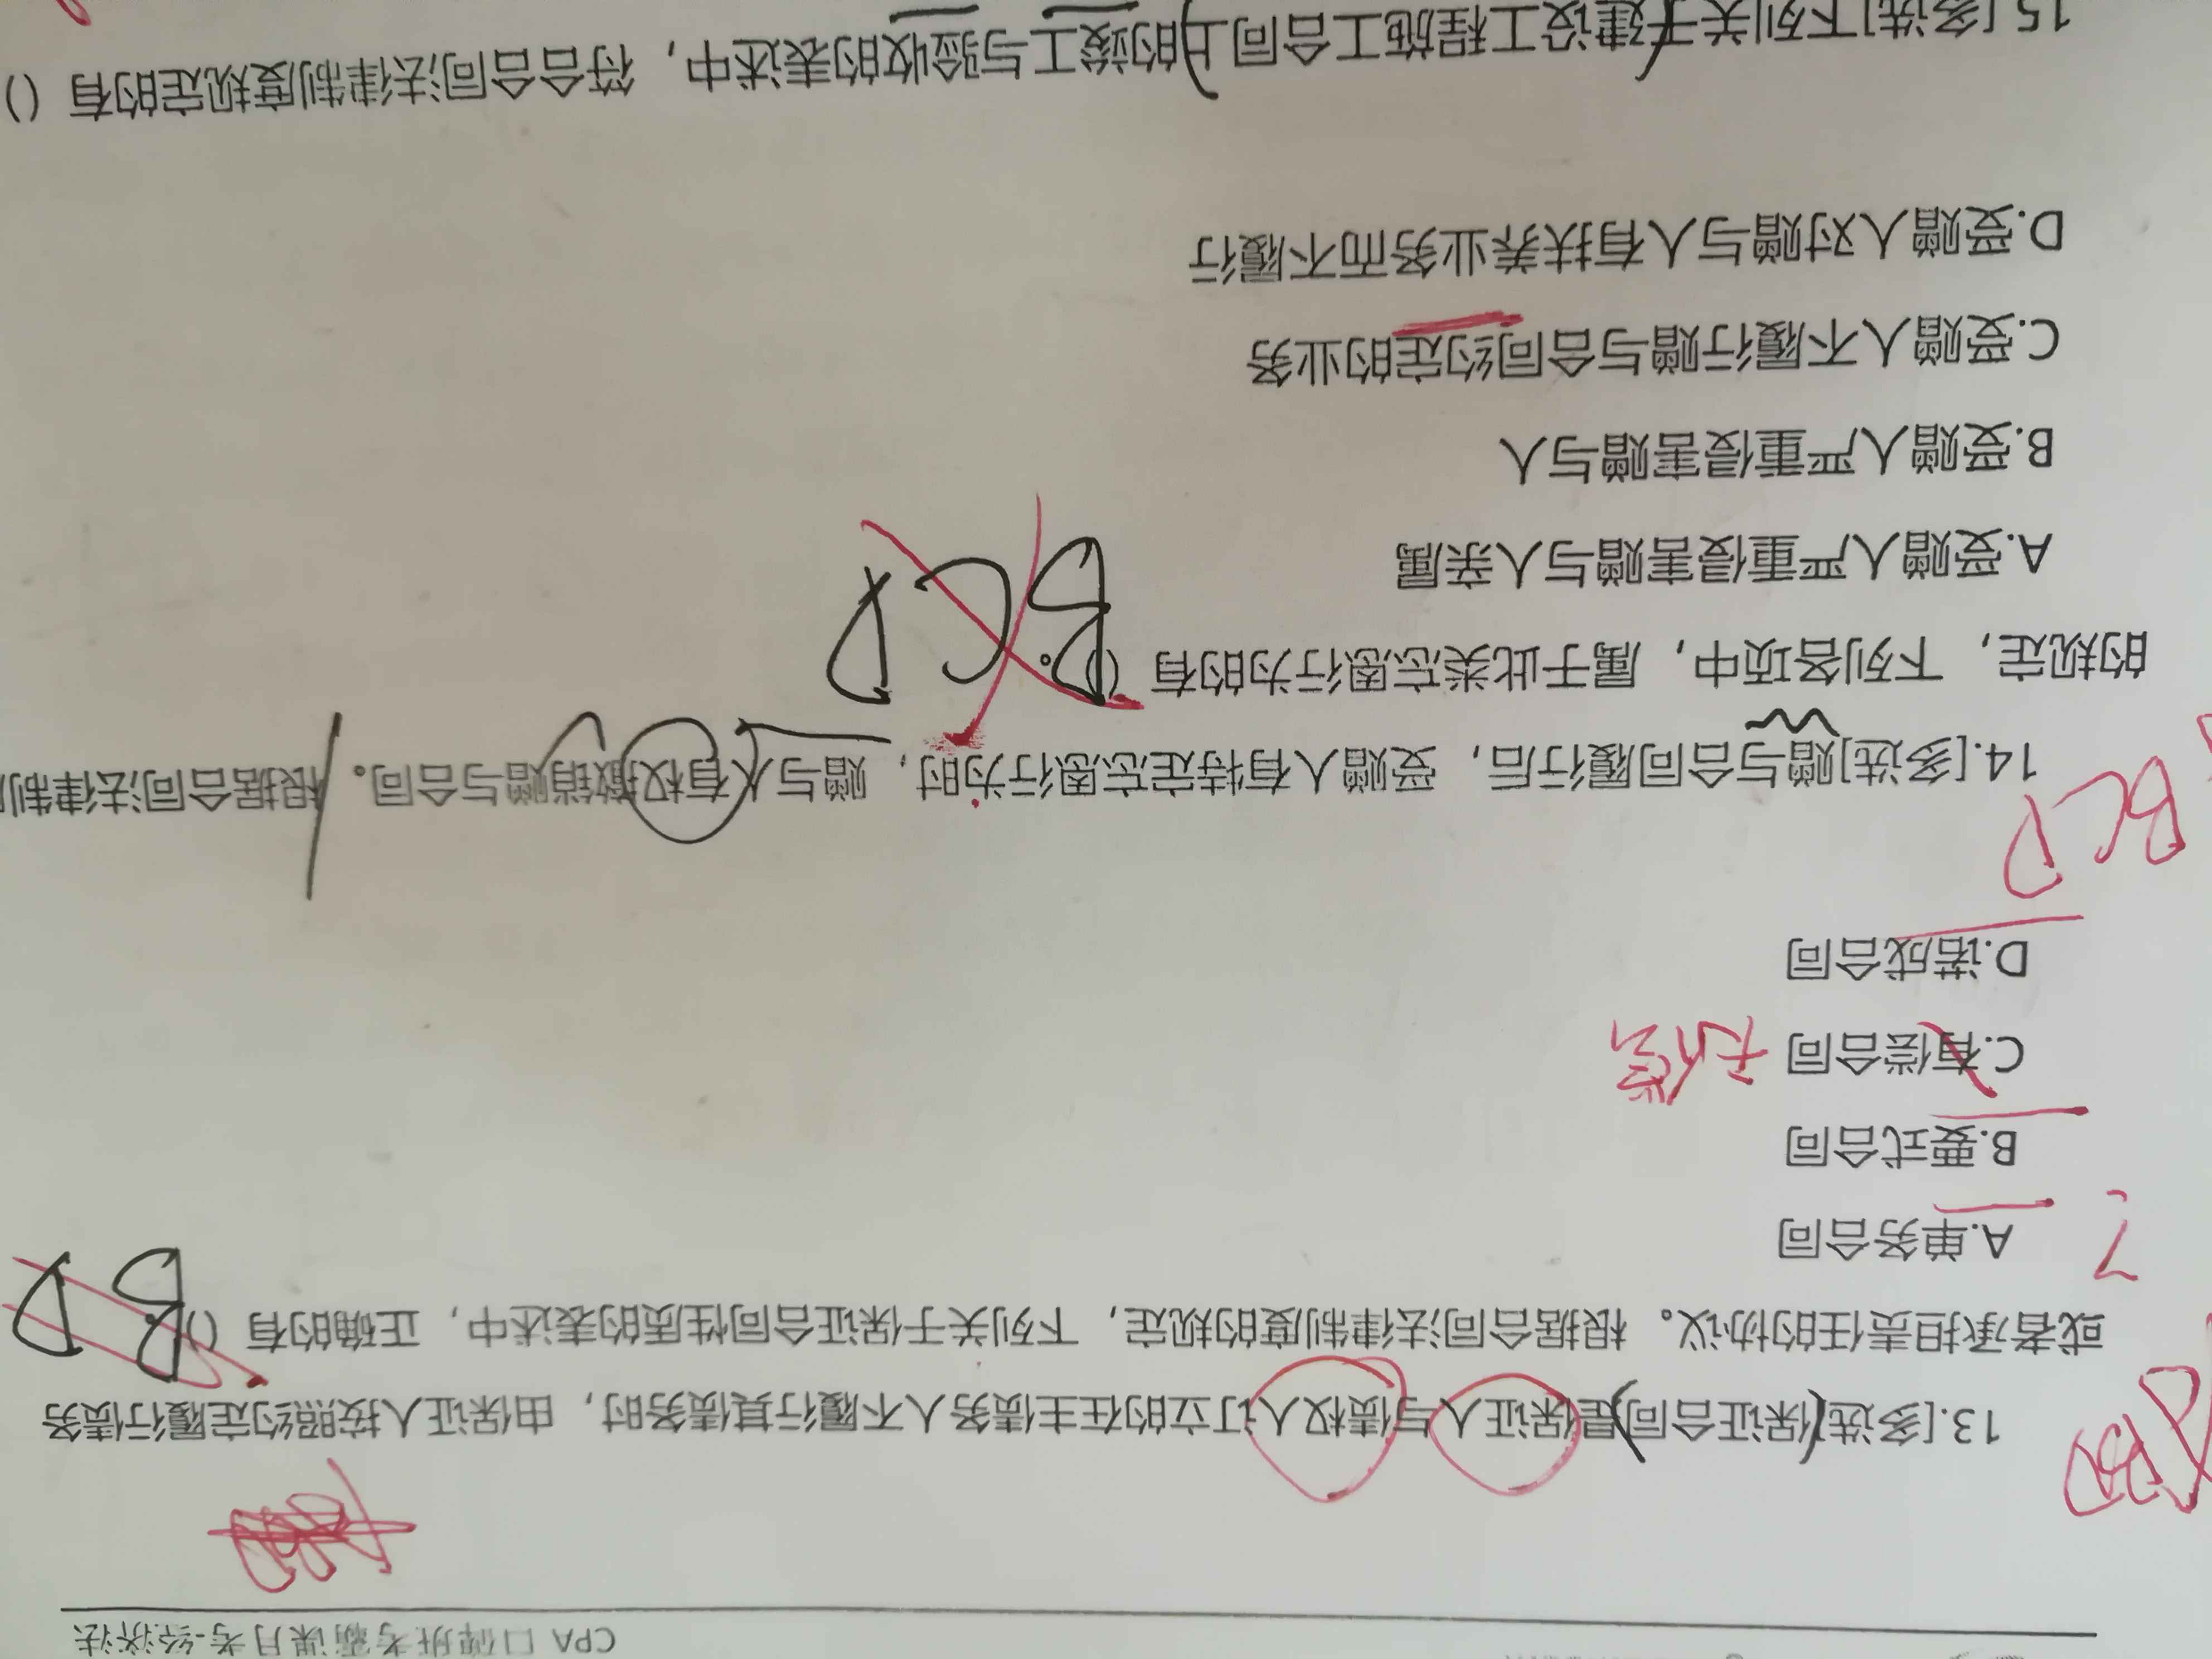 CPA 口碑班考霸课月考-经济法
13.[多选]保证合同是保证人与债权人订立的在主债务人不履行其债务时，由保证人按照约定履行债务
或者承担责任的协议。根据合同法律制度的规定，下列关于保证合同性质的表述中，正确的有（）
BD
ABD
A.单务合同
?
B.要式合同
C.有偿合同 无偿
D.诺成合同
14.[多选]赠与合同履行后，受赠人有特定忘恩行为时，赠与人有权撤销赠与合同。根据合同法律制
的规定，下列各项中，属于此类忘恩行为的有（）。
BCD
BCD
A.受赠人严重侵害赠与人亲属
B.受赠人严重侵害赠与人
C.受赠人不履行赠与合同约定的业务
D.受赠人对赠与人有扶养业务而不履行
15.[多选]下列关于建设工程施工合同上的竣工与验收的表述中，符合合同法律制度规定的有（）